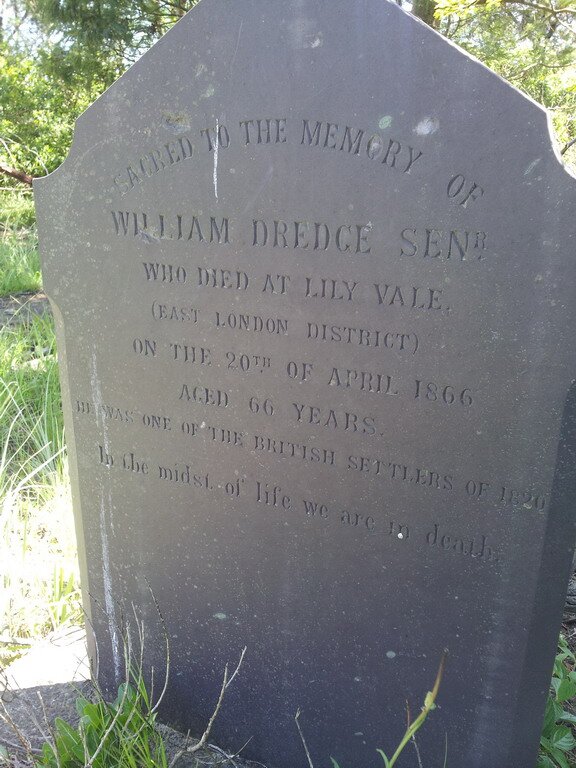 SACRED TO THE MEMORY OF
WILLIAM DREDGE SENR
WHO DIED AT LILY VALE.
(EAST LONDON DISTRICT)
ON THE 20TH OF APRIL 1866
AGED 66 YEARS.
HE WAS ONE OF THE BRITISH SETTLERS OF 1820
In the midst of life we are in death.